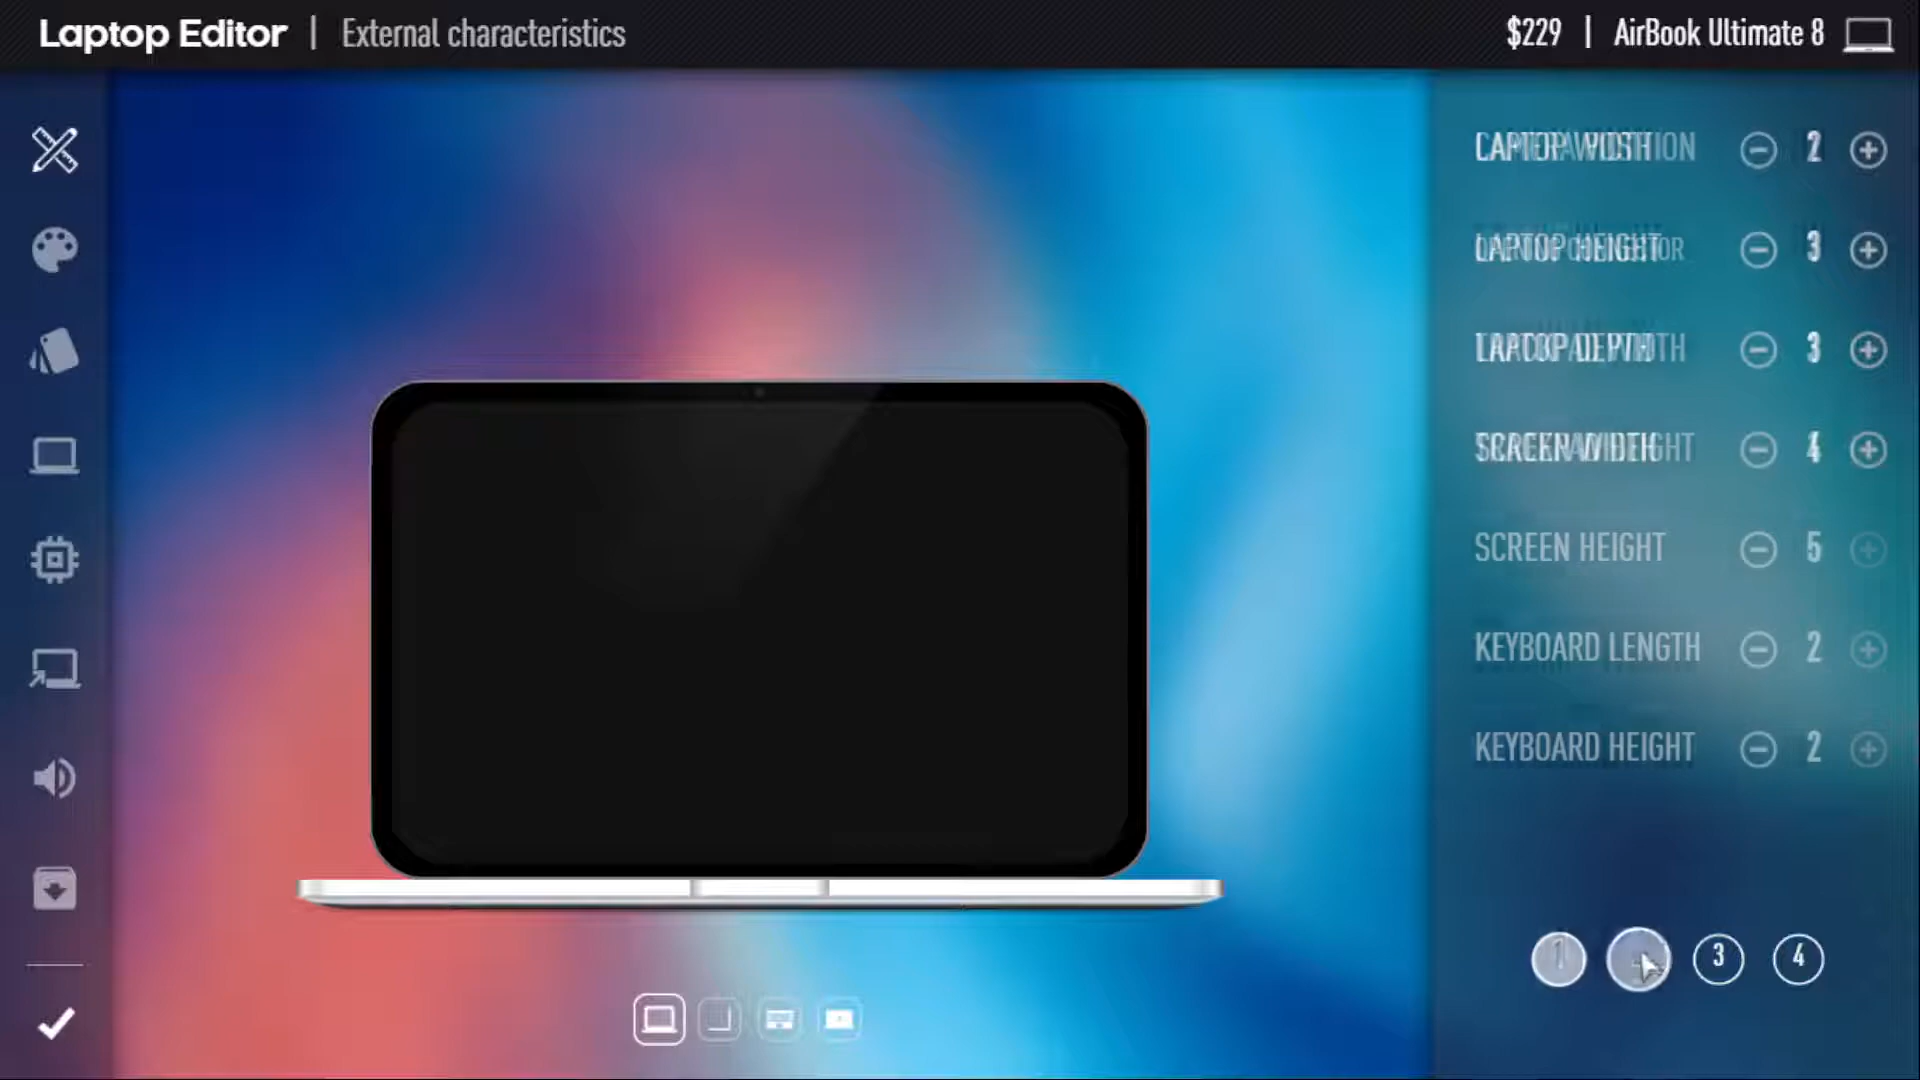 Laptop Editor | External characteristics
$229 | AirBook Ultimate 8
LAPTOP WIDTH 2
LAPTOP HEIGHT 3
LAPTOP DEPTH 3
SCREEN WIDTH
SCREEN HEIGHT 5
KEYBOARD LENGTH 2
KEYBOARD HEIGHT 2
1 3 4